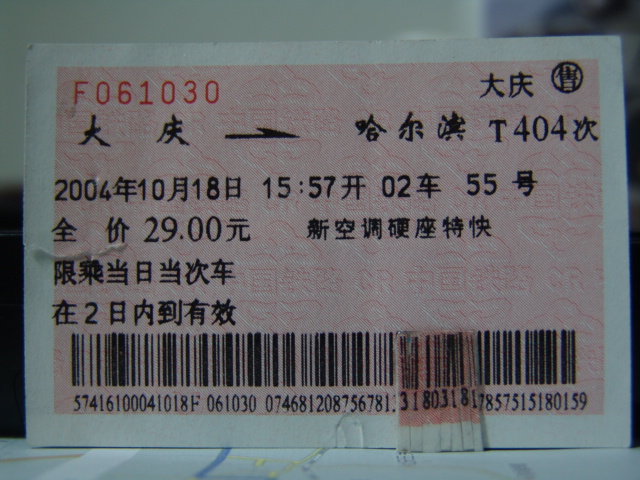 F061030 大庆 售
大庆 哈尔滨 T404次
2004年10月18日 15:57开 02车 55号
全价29.00元 新空调硬座特快
限乘当日当次车
在2日内到有效
57416100041018F 061030